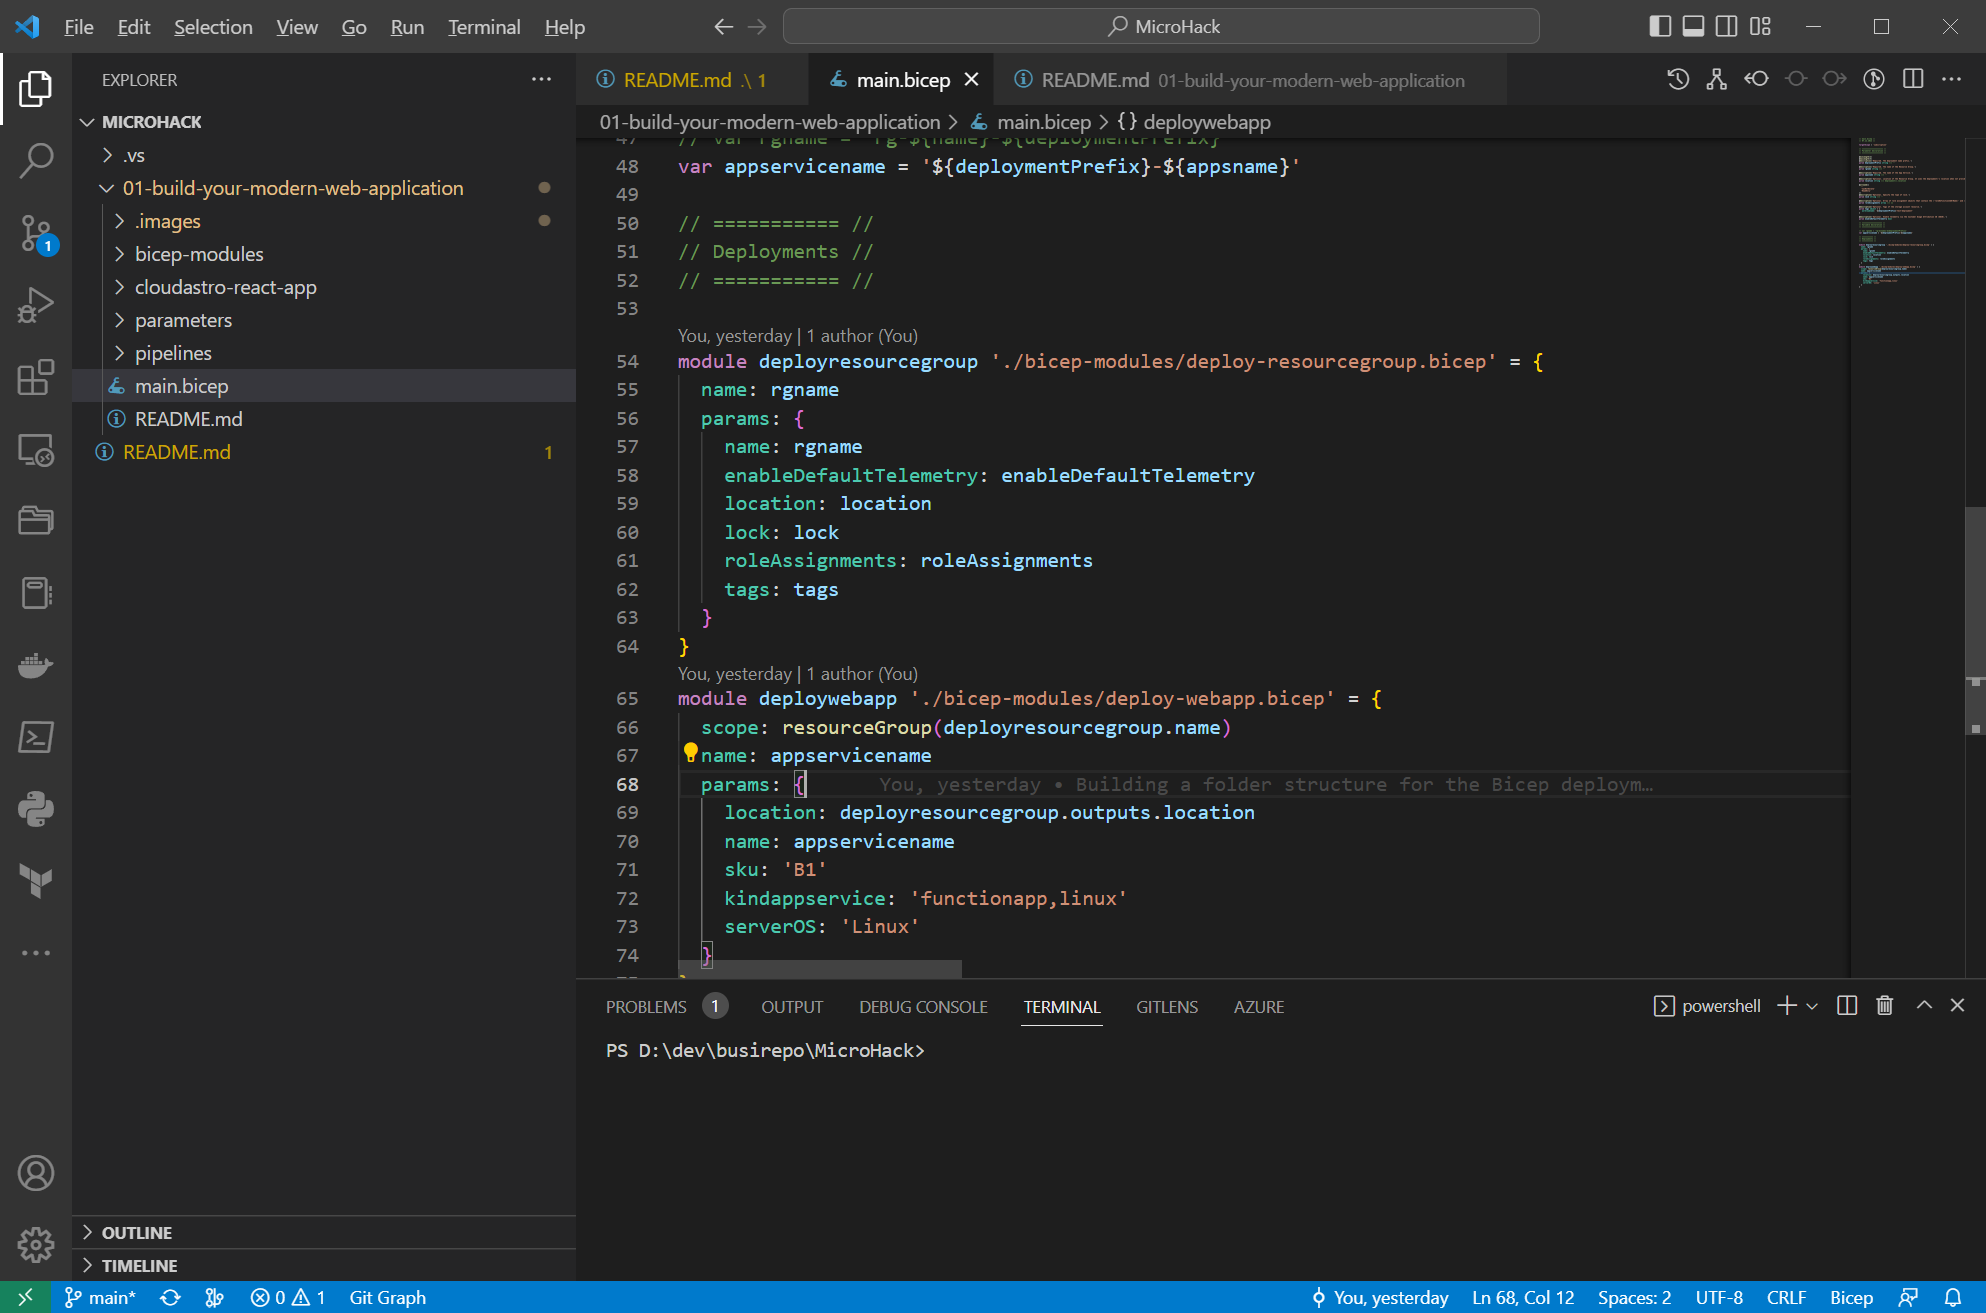 File Edit Selection View Go Run Terminal Help
MicroHack
EXPLORER
README.md .\ 1
main.bicep
README.md 01-build-your-modern-web-application
MICROHACK
.vs
01-build-your-modern-web-application
.images
bicep-modules
cloudastro-react-app
parameters
pipelines
main.bicep
README.md
README.md 1
OUTLINE
TIMELINE
01-build-your-modern-web-application > main.bicep > {} deploywebapp
47 // var rgname = 'rg-${name}-${deploymentPrefix}'
48 var appservicename = '${deploymentPrefix}-${appsname}'
49
50 // =========== //
51 // Deployments //
52 // =========== //
53
You, yesterday | 1 author (You)
54 module deployresourcegroup './bicep-modules/deploy-resourcegroup.bicep' = {
55 name: rgname
56 params: {
57 name: rgname
58 enableDefaultTelemetry: enableDefaultTelemetry
59 location: location
60 lock: lock
61 roleAssignments: roleAssignments
62 tags: tags
63 }
64 }
You, yesterday | 1 author (You)
65 module deploywebapp './bicep-modules/deploy-webapp.bicep' = {
66 scope: resourceGroup(deployresourcegroup.name)
67 name: appservicename
68 params: { You, yesterday • Building a folder structure for the Bicep deploym…
69 location: deployresourcegroup.outputs.location
70 name: appservicename
71 sku: 'B1'
72 kindappservice: 'functionapp,linux'
73 serverOS: 'Linux'
74 }
PROBLEMS 1 OUTPUT DEBUG CONSOLE TERMINAL GITLENS AZURE
powershell
PS D:\dev\busirepo\MicroHack>
1
main* 0 1 Git Graph
You, yesterday Ln 68, Col 12 Spaces: 2 UTF-8 CRLF Bicep